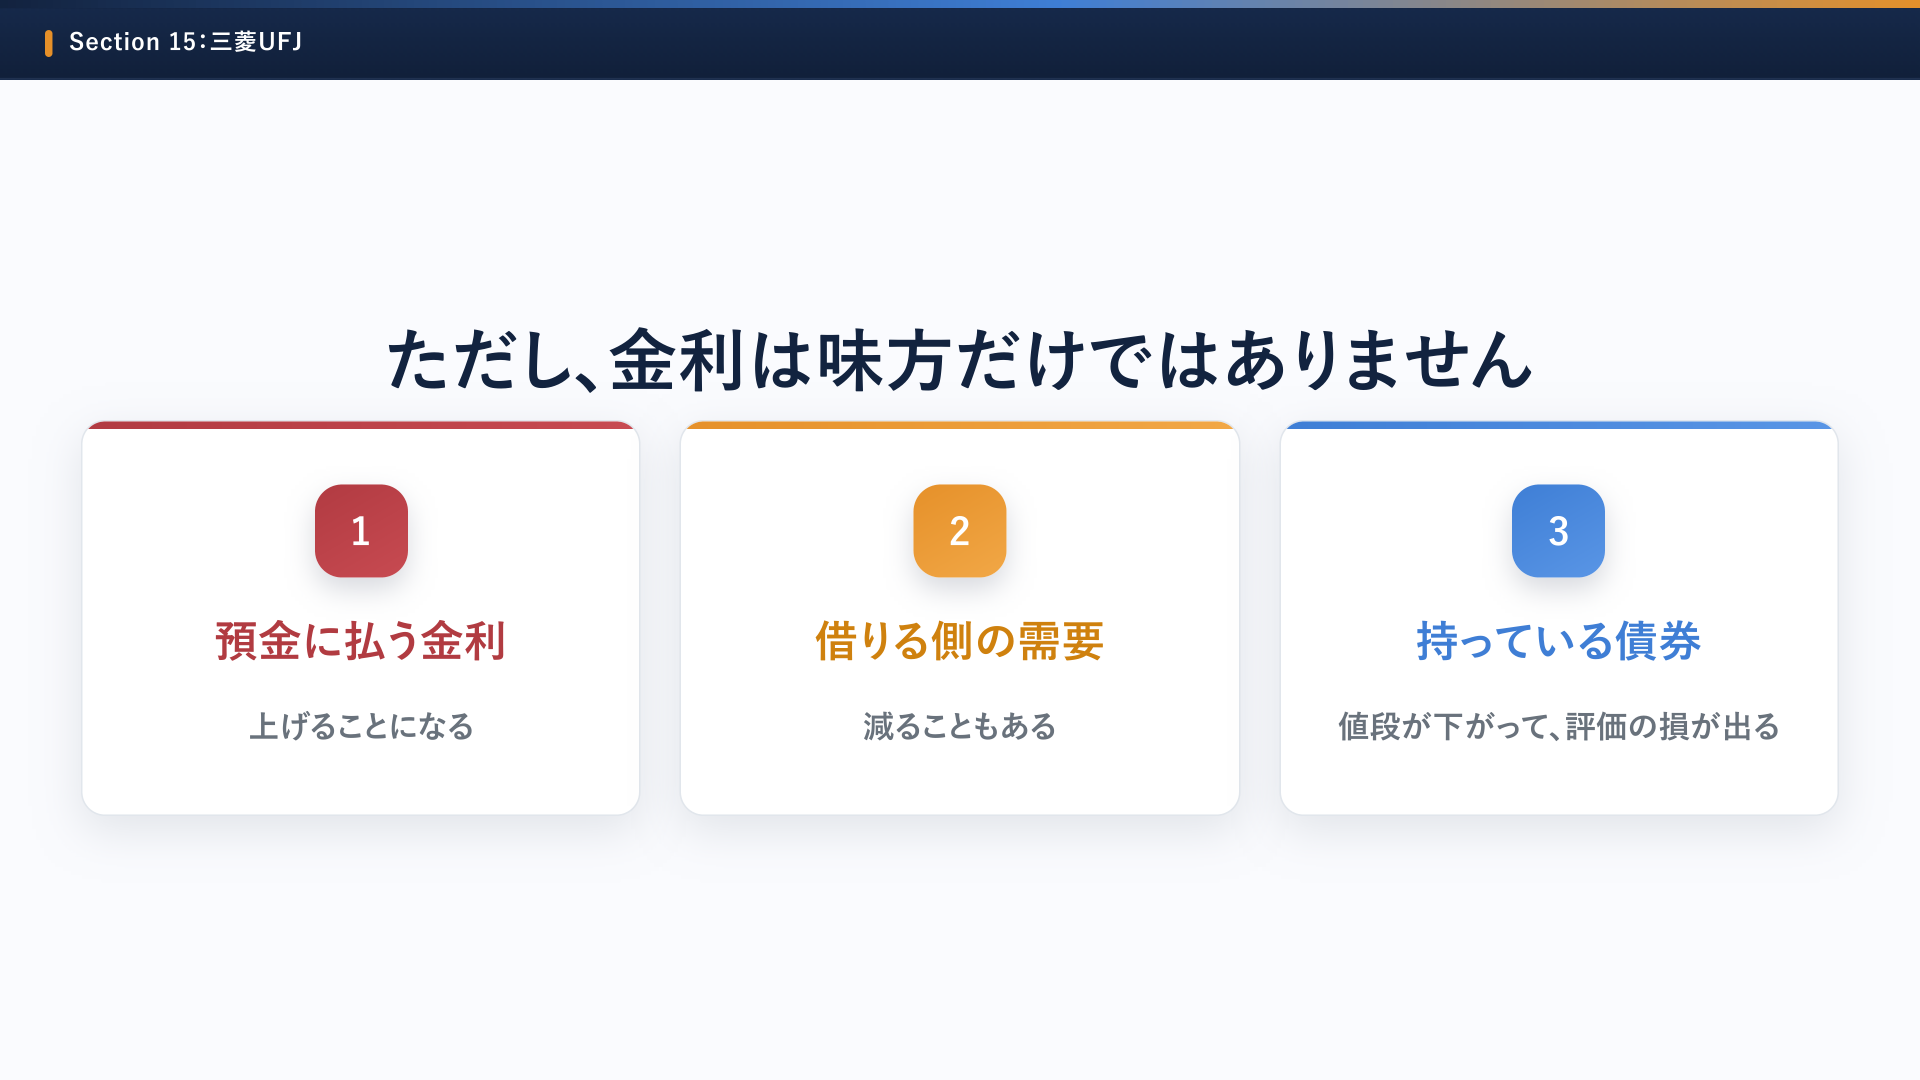 Section 15：三菱UFJ
ただし、金利は味方だけではありません
1
預金に払う金利
上げることになる
2
借りる側の需要
減ることもある
3
持っている債券
値段が下がって、評価の損が出る